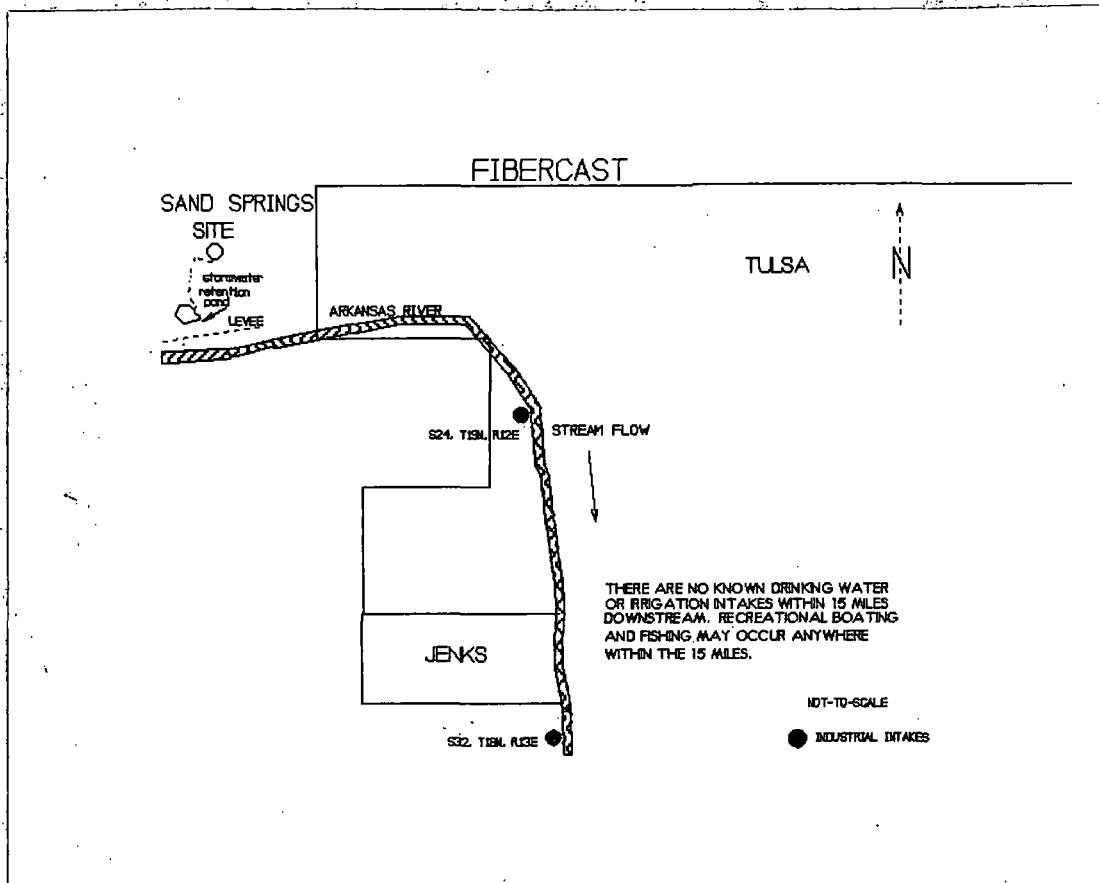 FIBERCAST
SAND SPRINGS
SITE
TULSA
N
stormwater
retention
pond
LEVEE
ARKANSAS RIVER
S24, T19N, R12E
STREAM FLOW
THERE ARE NO KNOWN DRINKING WATER
OR IRRIGATION INTAKES WITHIN 15 MILES
DOWNSTREAM. RECREATIONAL BOATING
AND FISHING MAY OCCUR ANYWHERE
WITHIN THE 15 MILES.
JENKS
NOT-TO-SCALE
S32, T18N, R13E
INDUSTRIAL INTAKES